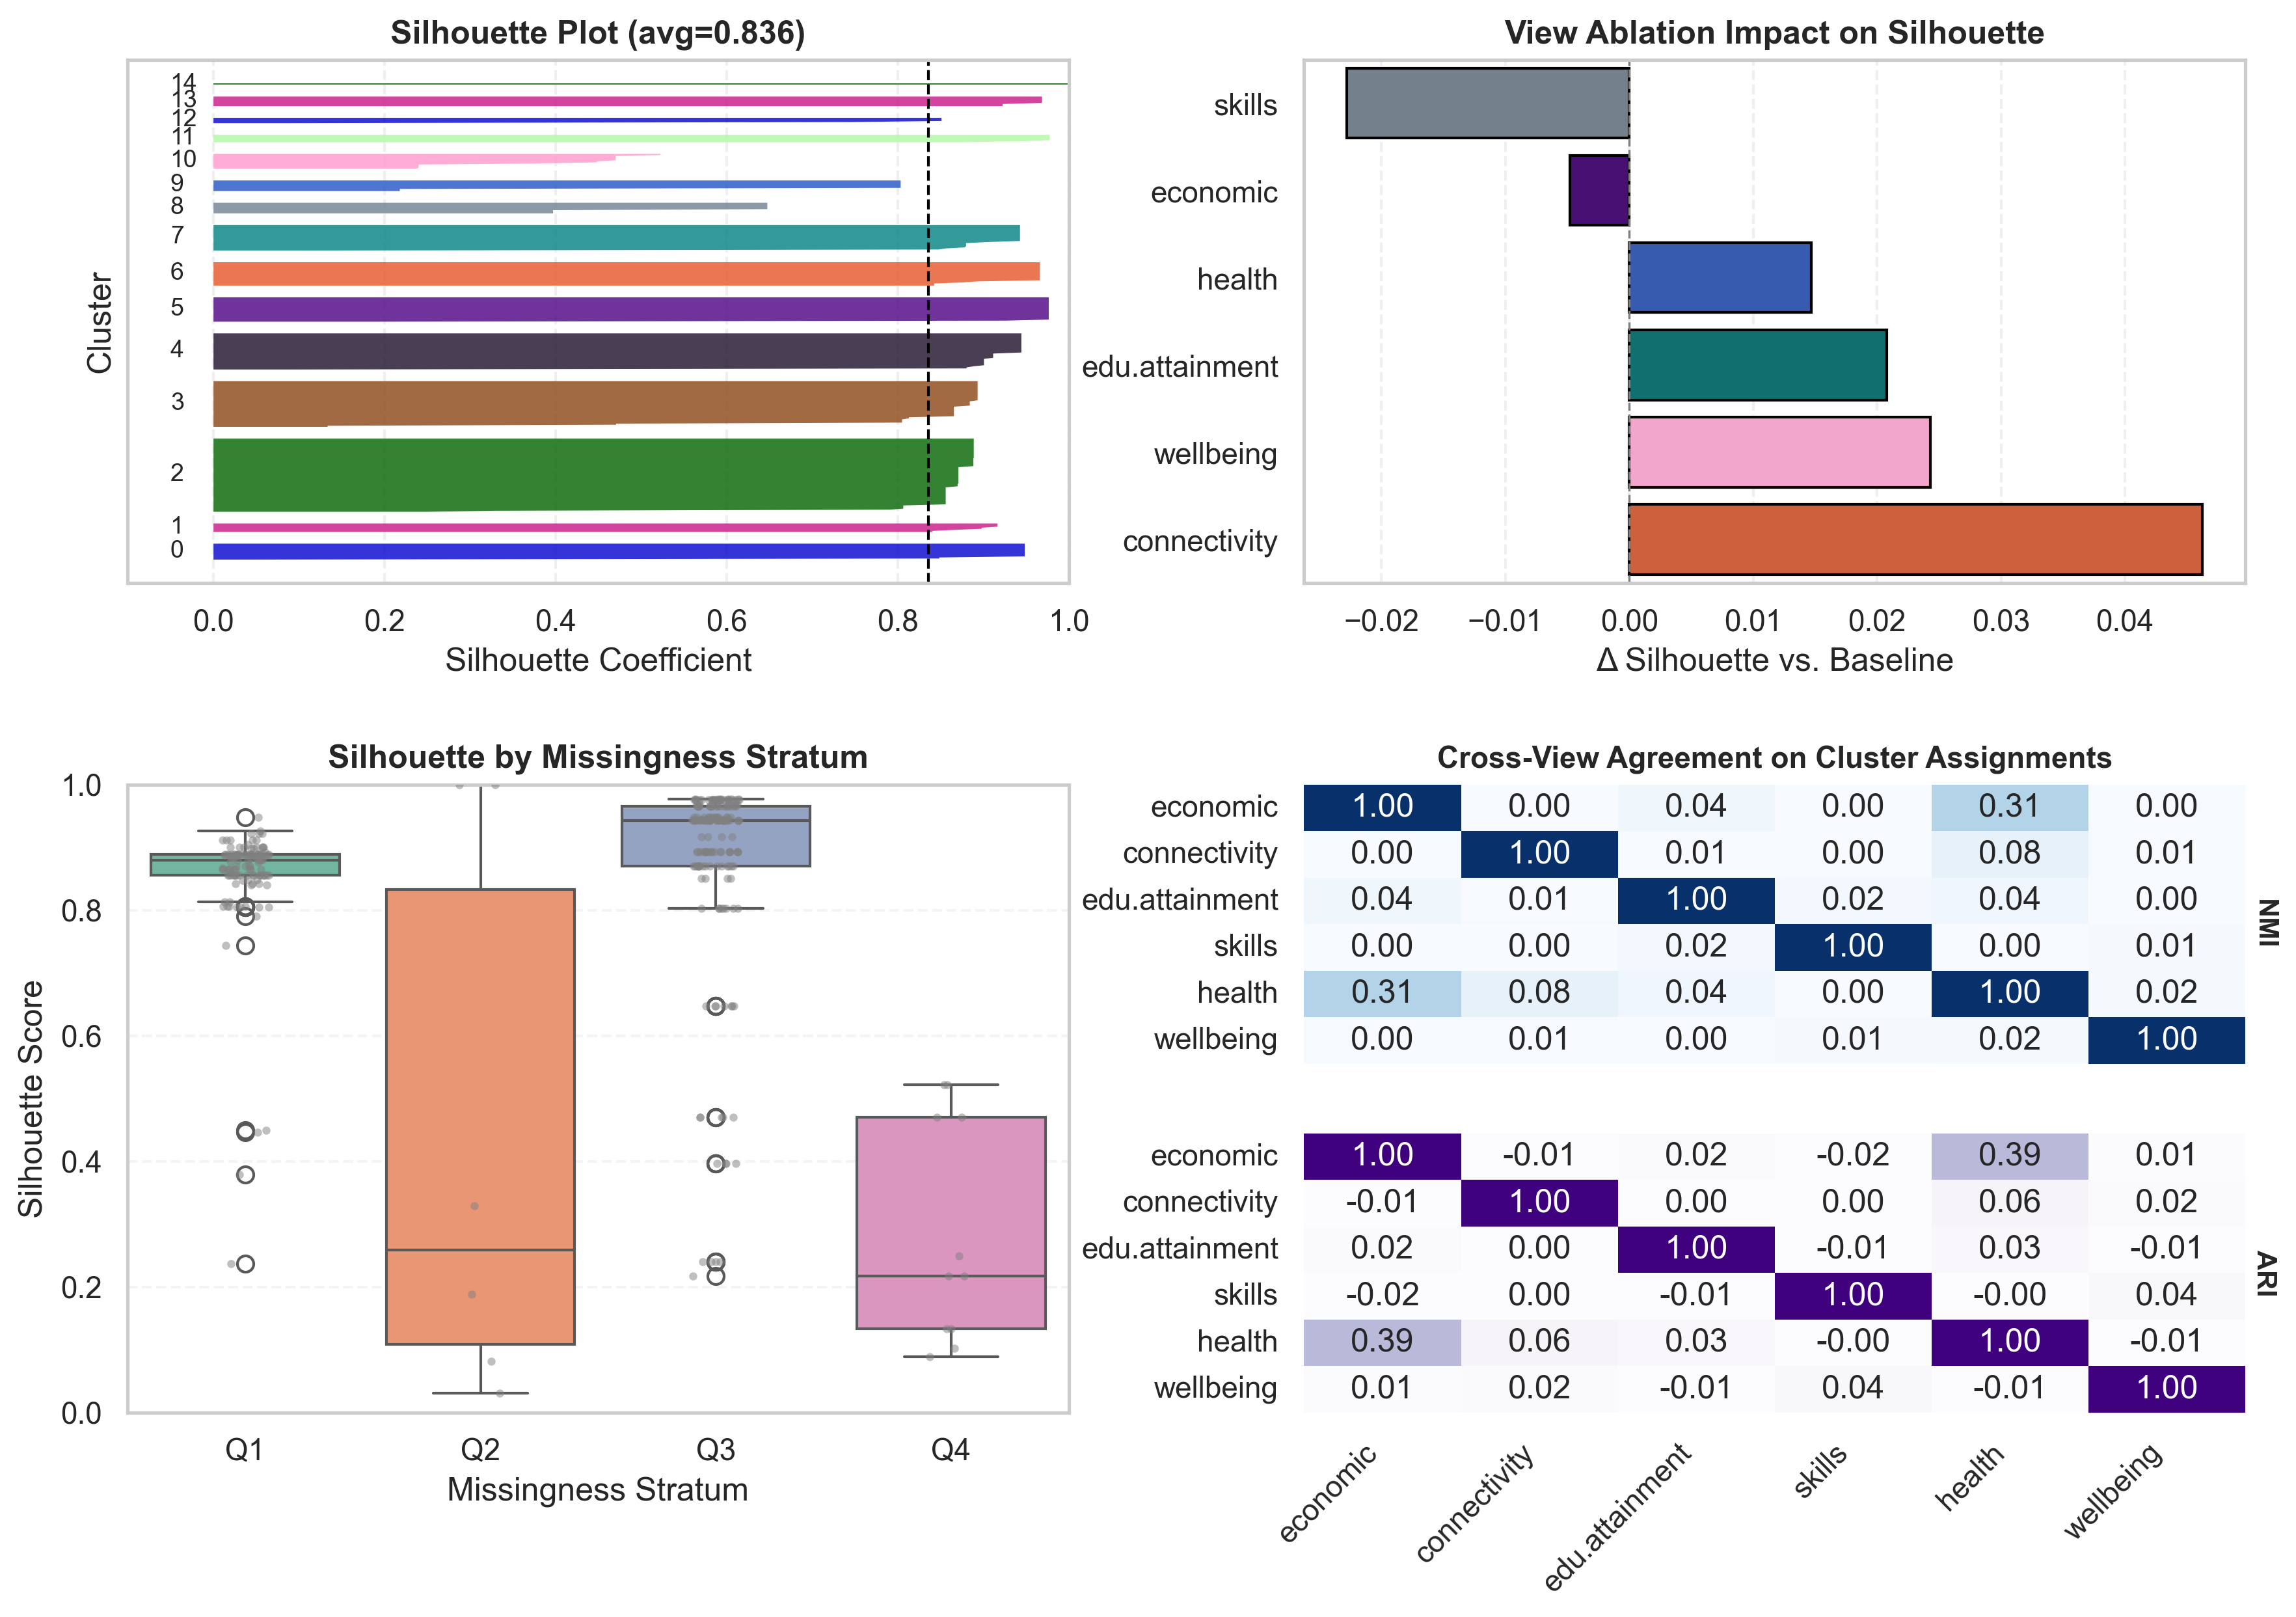 Silhouette Plot (avg=0.836)
14
13
12
11
10
9
8
7
6
5
4
3
2
1
0
Cluster
0.0 0.2 0.4 0.6 0.8 1.0
Silhouette Coefficient
View Ablation Impact on Silhouette
skills
economic
health
edu.attainment
wellbeing
connectivity
−0.02 −0.01 0.00 0.01 0.02 0.03 0.04
Δ Silhouette vs. Baseline
Silhouette by Missingness Stratum
1.0
0.8
0.6
0.4
0.2
0.0
Silhouette Score
Q1 Q2 Q3 Q4
Missingness Stratum
Cross-View Agreement on Cluster Assignments
economic 1.00 0.00 0.04 0.00 0.31 0.00
connectivity 0.00 1.00 0.01 0.00 0.08 0.01
edu.attainment 0.04 0.01 1.00 0.02 0.04 0.00
skills 0.00 0.00 0.02 1.00 0.00 0.01
health 0.31 0.08 0.04 0.00 1.00 0.02
wellbeing 0.00 0.01 0.00 0.01 0.02 1.00
NMI
economic 1.00 -0.01 0.02 -0.02 0.39 0.01
connectivity -0.01 1.00 0.00 0.00 0.06 0.02
edu.attainment 0.02 0.00 1.00 -0.01 0.03 -0.01
skills -0.02 0.00 -0.01 1.00 -0.00 0.04
health 0.39 0.06 0.03 -0.00 1.00 -0.01
wellbeing 0.01 0.02 -0.01 0.04 -0.01 1.00
ARI
economic connectivity edu.attainment skills health wellbeing